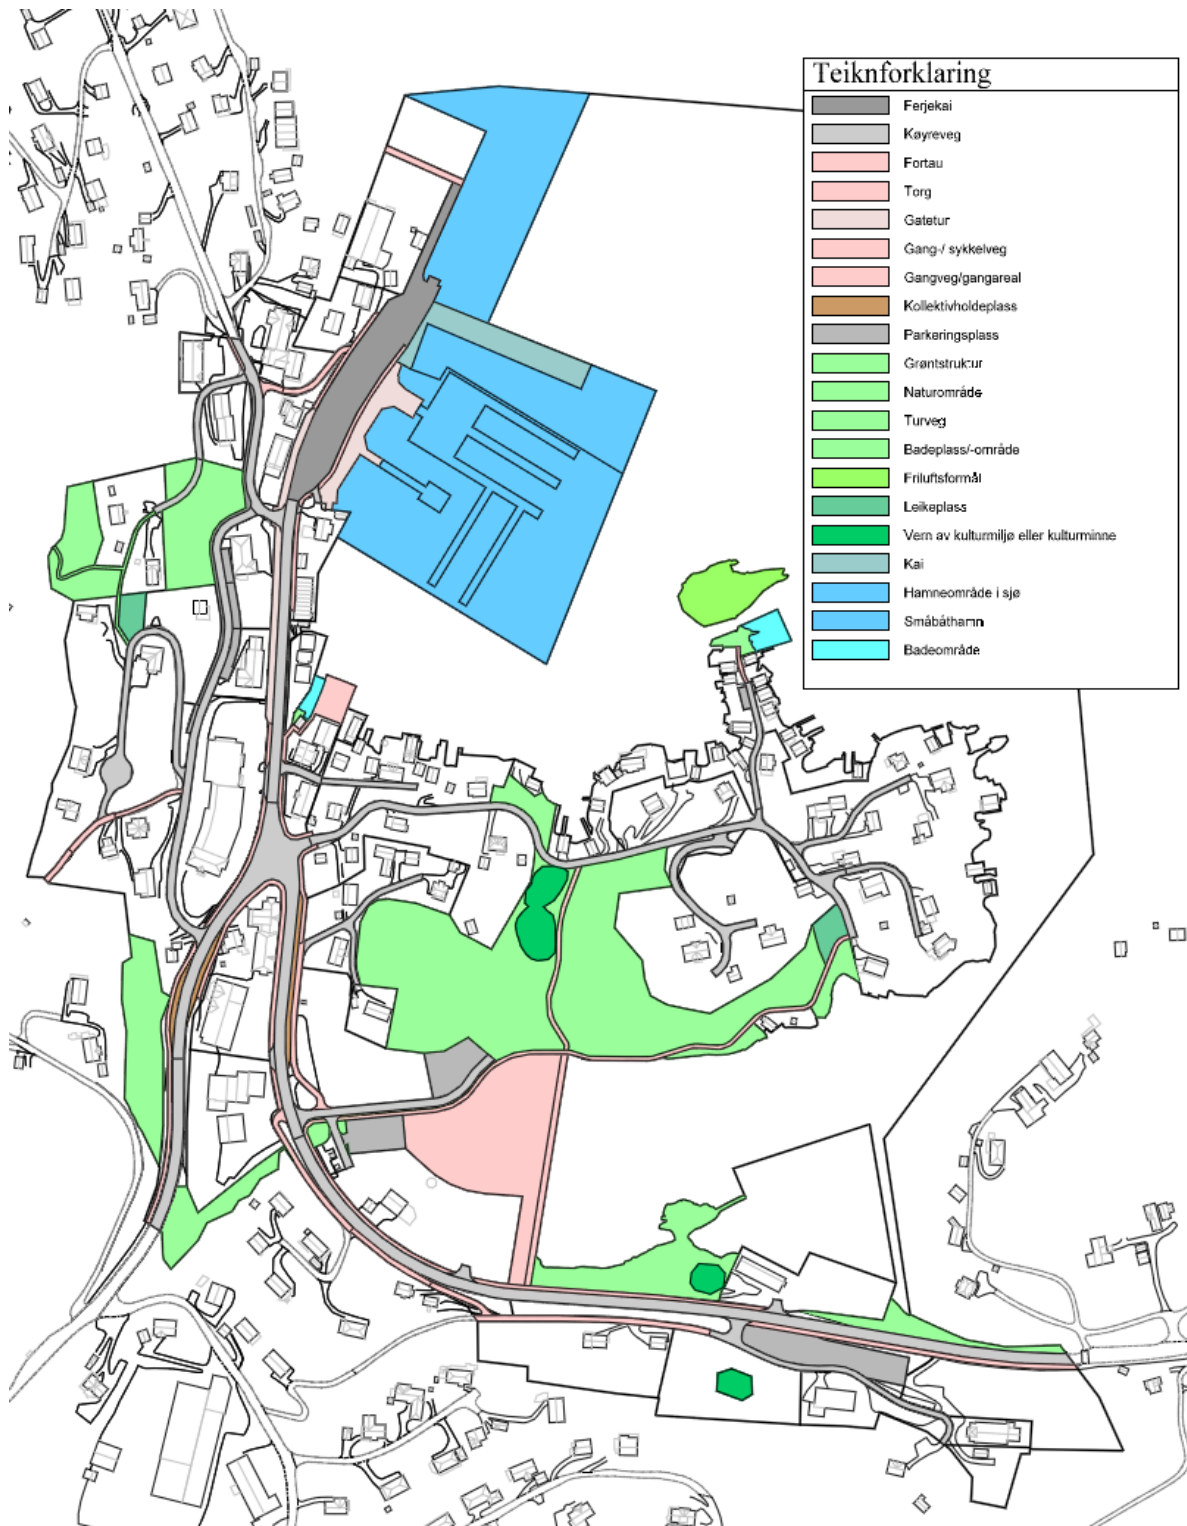 Teiknforklaring
Ferjekai
Køyreveg
Fortau
Torg
Gatetun
Gang-/ sykkelveg
Gangveg/gangareal
Kollektivholdeplass
Parkeringsplass
Grøntstruktur
Naturområde
Turveg
Badeplass/-område
Friluftsformål
Leikeplass
Vern av kulturmiljø eller kulturminne
Kai
Hamneområde i sjø
Småbåthamn
Badeområde